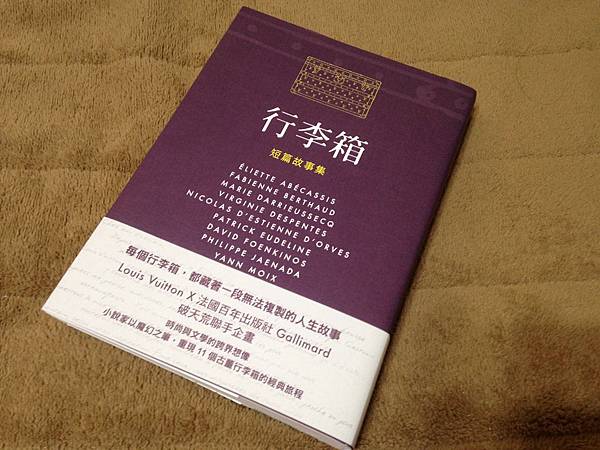 行李箱
短篇故事集
ÉLIETTE ABÉCASSIS
FABIENNE BERTHAUD
MARIE DARRIEUSSECQ
VIRGINIE DESPENTES
NICOLAS D'ESTIENNE D'ORVES
PATRICK EUDELINE
DAVID FOENKINOS
PHILIPPE JAENADA
YANN MOIX
每個行李箱，都藏著一段無法複製的人生故事
Louis Vuitton X 法國百年出版社 Gallimard
破天荒聯手企畫
時尚與文學的跨界想像
小說家以魔幻之筆，重現11個古董行李箱的經典旅程